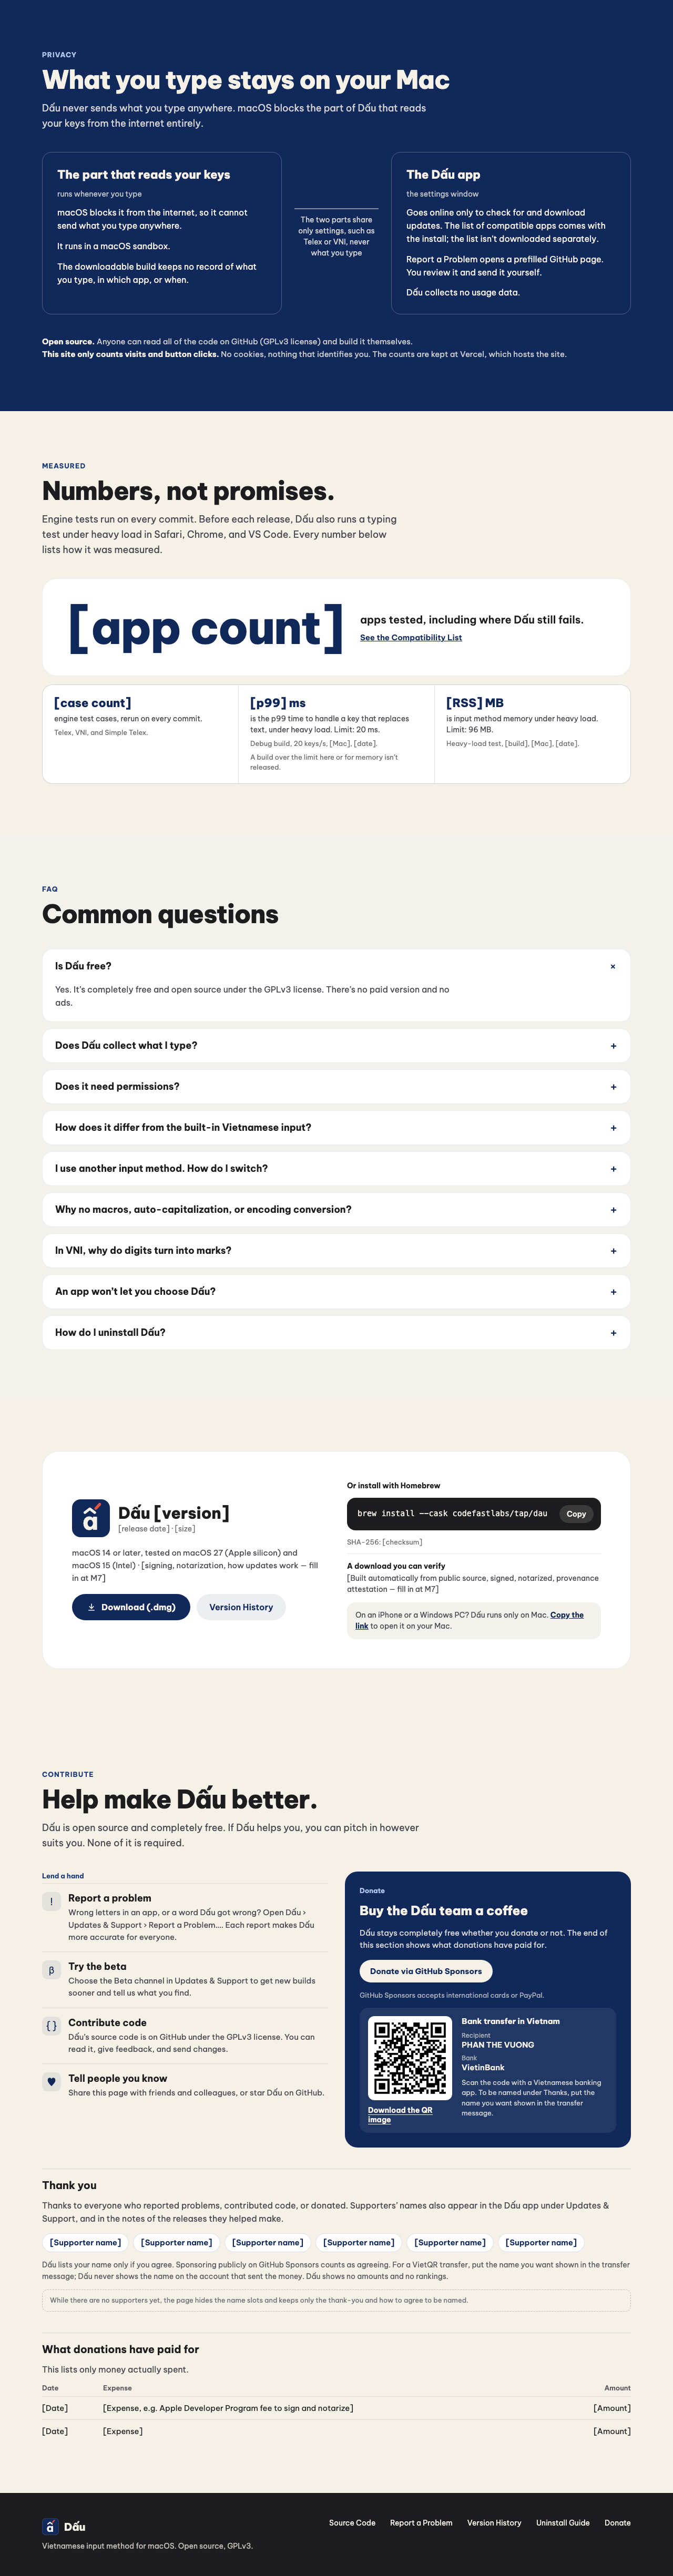 PRIVACY
What you type stays on your Mac
Dấu never sends what you type anywhere. macOS blocks the part of Dấu that reads
your keys from the internet entirely.
The part that reads your keys
runs whenever you type
macOS blocks it from the internet, so it cannot
send what you type anywhere.
It runs in a macOS sandbox.
The downloadable build keeps no record of what
you type, in which app, or when.
The two parts share
only settings, such as
Telex or VNI, never
what you type
The Dấu app
the settings window
Goes online only to check for and download
updates. The list of compatible apps comes with
the install; the list isn't downloaded separately.
Report a Problem opens a prefilled GitHub page.
You review it and send it yourself.
Dấu collects no usage data.
Open source. Anyone can read all of the code on GitHub (GPLv3 license) and build it themselves.
This site only counts visits and button clicks. No cookies, nothing that identifies you. The counts are kept at Vercel, which hosts the site.
MEASURED
Numbers, not promises.
Engine tests run on every commit. Before each release, Dấu also runs a typing
test under heavy load in Safari, Chrome, and VS Code. Every number below
lists how it was measured.
[app count]
apps tested, including where Dấu still fails.
See the Compatibility List
[case count]
engine test cases, rerun on every commit.
Telex, VNI, and Simple Telex.
[p99] ms
is the p99 time to handle a key that replaces
text, under heavy load. Limit: 20 ms.
Debug build, 20 keys/s, [Mac], [date].
A build over the limit here or for memory isn't
released.
[RSS] MB
is input method memory under heavy load.
Limit: 96 MB.
Heavy-load test, [build], [Mac], [date].
FAQ
Common questions
Is Dấu free?
×
Yes. It's completely free and open source under the GPLv3 license. There's no paid version and no
ads.
Does Dấu collect what I type? +
Does it need permissions? +
How does it differ from the built-in Vietnamese input? +
I use another input method. How do I switch? +
Why no macros, auto-capitalization, or encoding conversion? +
In VNI, why do digits turn into marks? +
An app won't let you choose Dấu? +
How do I uninstall Dấu? +
Dấu [version]
[release date] · [size]
macOS 14 or later, tested on macOS 27 (Apple silicon) and
macOS 15 (Intel) · [signing, notarization, how updates work — fill
in at M7]
Download (.dmg)
Version History
Or install with Homebrew
brew install --cask codefastlabs/tap/dau
Copy
SHA-256: [checksum]
A download you can verify
[Built automatically from public source, signed, notarized, provenance
attestation — fill in at M7]
On an iPhone or a Windows PC? Dấu runs only on Mac. Copy the
link to open it on your Mac.
CONTRIBUTE
Help make Dấu better.
Dấu is open source and completely free. If Dấu helps you, you can pitch in however
suits you. None of it is required.
Lend a hand
!
Report a problem
Wrong letters in an app, or a word Dấu got wrong? Open Dấu ›
Updates & Support › Report a Problem…. Each report makes Dấu
more accurate for everyone.
β
Try the beta
Choose the Beta channel in Updates & Support to get new builds
sooner and tell us what you find.
{}
Contribute code
Dấu's source code is on GitHub under the GPLv3 license. You can
read it, give feedback, and send changes.
Tell people you know
Share this page with friends and colleagues, or star Dấu on GitHub.
Donate
Buy the Dấu team a coffee
Dấu stays completely free whether you donate or not. The end of
this section shows what donations have paid for.
Donate via GitHub Sponsors
GitHub Sponsors accepts international cards or PayPal.
Download the QR
image
Bank transfer in Vietnam
Recipient
PHAN THE VUONG
Bank
VietinBank
Scan the code with a Vietnamese banking
app. To be named under Thanks, put the
name you want shown in the transfer
message.
Thank you
Thanks to everyone who reported problems, contributed code, or donated. Supporters' names also appear in the Dấu app under Updates &
Support, and in the notes of the releases they helped make.
[Supporter name] [Supporter name] [Supporter name] [Supporter name] [Supporter name] [Supporter name]
Dấu lists your name only if you agree. Sponsoring publicly on GitHub Sponsors counts as agreeing. For a VietQR transfer, put the name you want shown in the transfer
message; Dấu never shows the name on the account that sent the money. Dấu shows no amounts and no rankings.
While there are no supporters yet, the page hides the name slots and keeps only the thank-you and how to agree to be named.
What donations have paid for
This lists only money actually spent.
Date Expense Amount
[Date] [Expense, e.g. Apple Developer Program fee to sign and notarize] [Amount]
[Date] [Expense] [Amount]
Dấu
Vietnamese input method for macOS. Open source, GPLv3.
Source Code Report a Problem Version History Uninstall Guide Donate